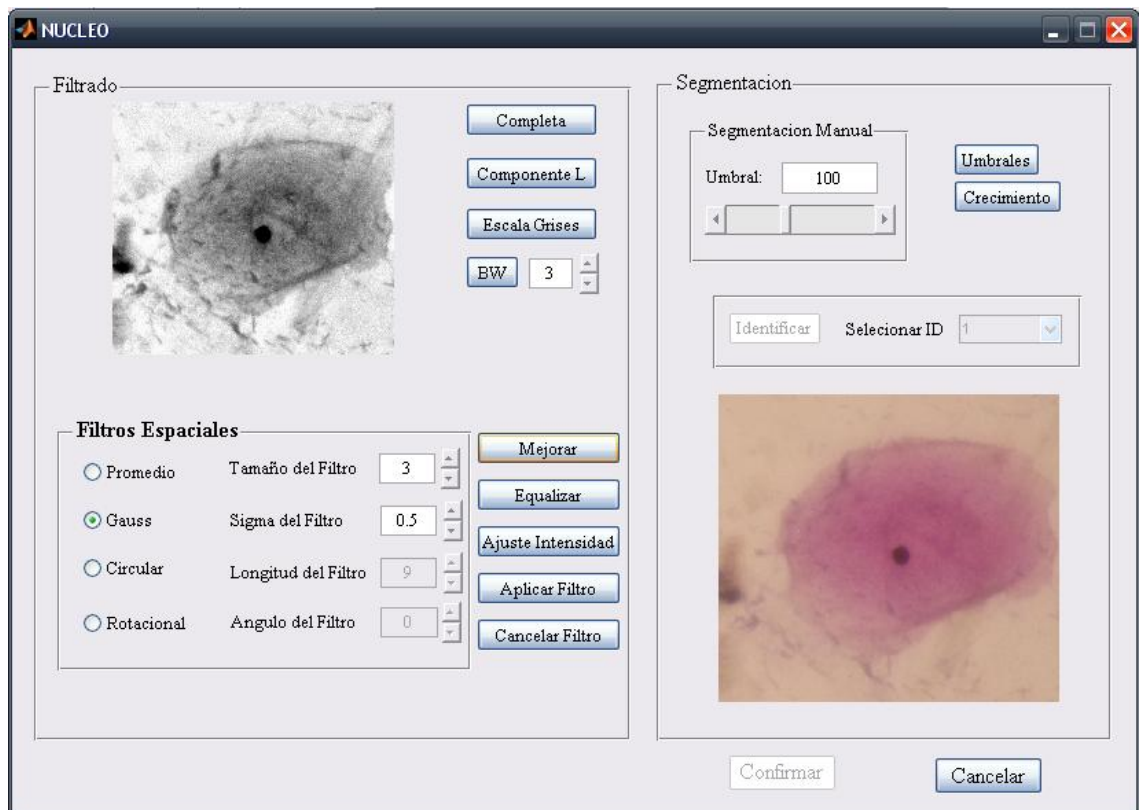 NUCLEO
Filtrado
Completa
Componente L
Escala Grises
BW 3
Filtros Espaciales
Promedio Tamaño del Filtro 3
Gauss Sigma del Filtro 0.5
Circular Longitud del Filtro 9
Rotacional Angulo del Filtro 0
Mejorar
Equalizar
Ajuste Intensidad
Aplicar Filtro
Cancelar Filtro
Segmentacion
Segmentacion Manual
Umbral: 100
Umbrales
Crecimiento
Identificar Selecionar ID 1
Confirmar Cancelar